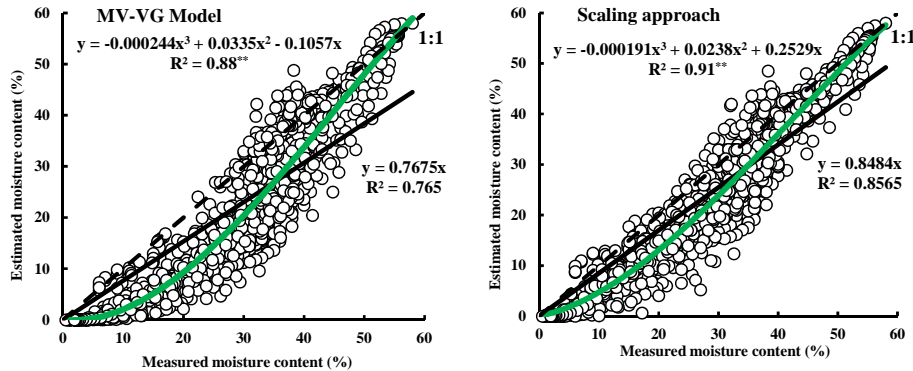 MV-VG Model
y = -0.000244x³ + 0.0335x² - 0.1057x
R² = 0.88**
1:1
y = 0.7675x
R² = 0.765
Estimated moisture content (%)
60
50
40
30
20
10
0
0 10 20 30 40 50 60
Measured moisture content (%)
Scaling approach
y = -0.000191x³ + 0.0238x² + 0.2529x
R² = 0.91**
1:1
y = 0.8484x
R² = 0.8565
Estimated moisture content (%)
60
50
40
30
20
10
0
0 10 20 30 40 50 60
Measured moisture content (%)